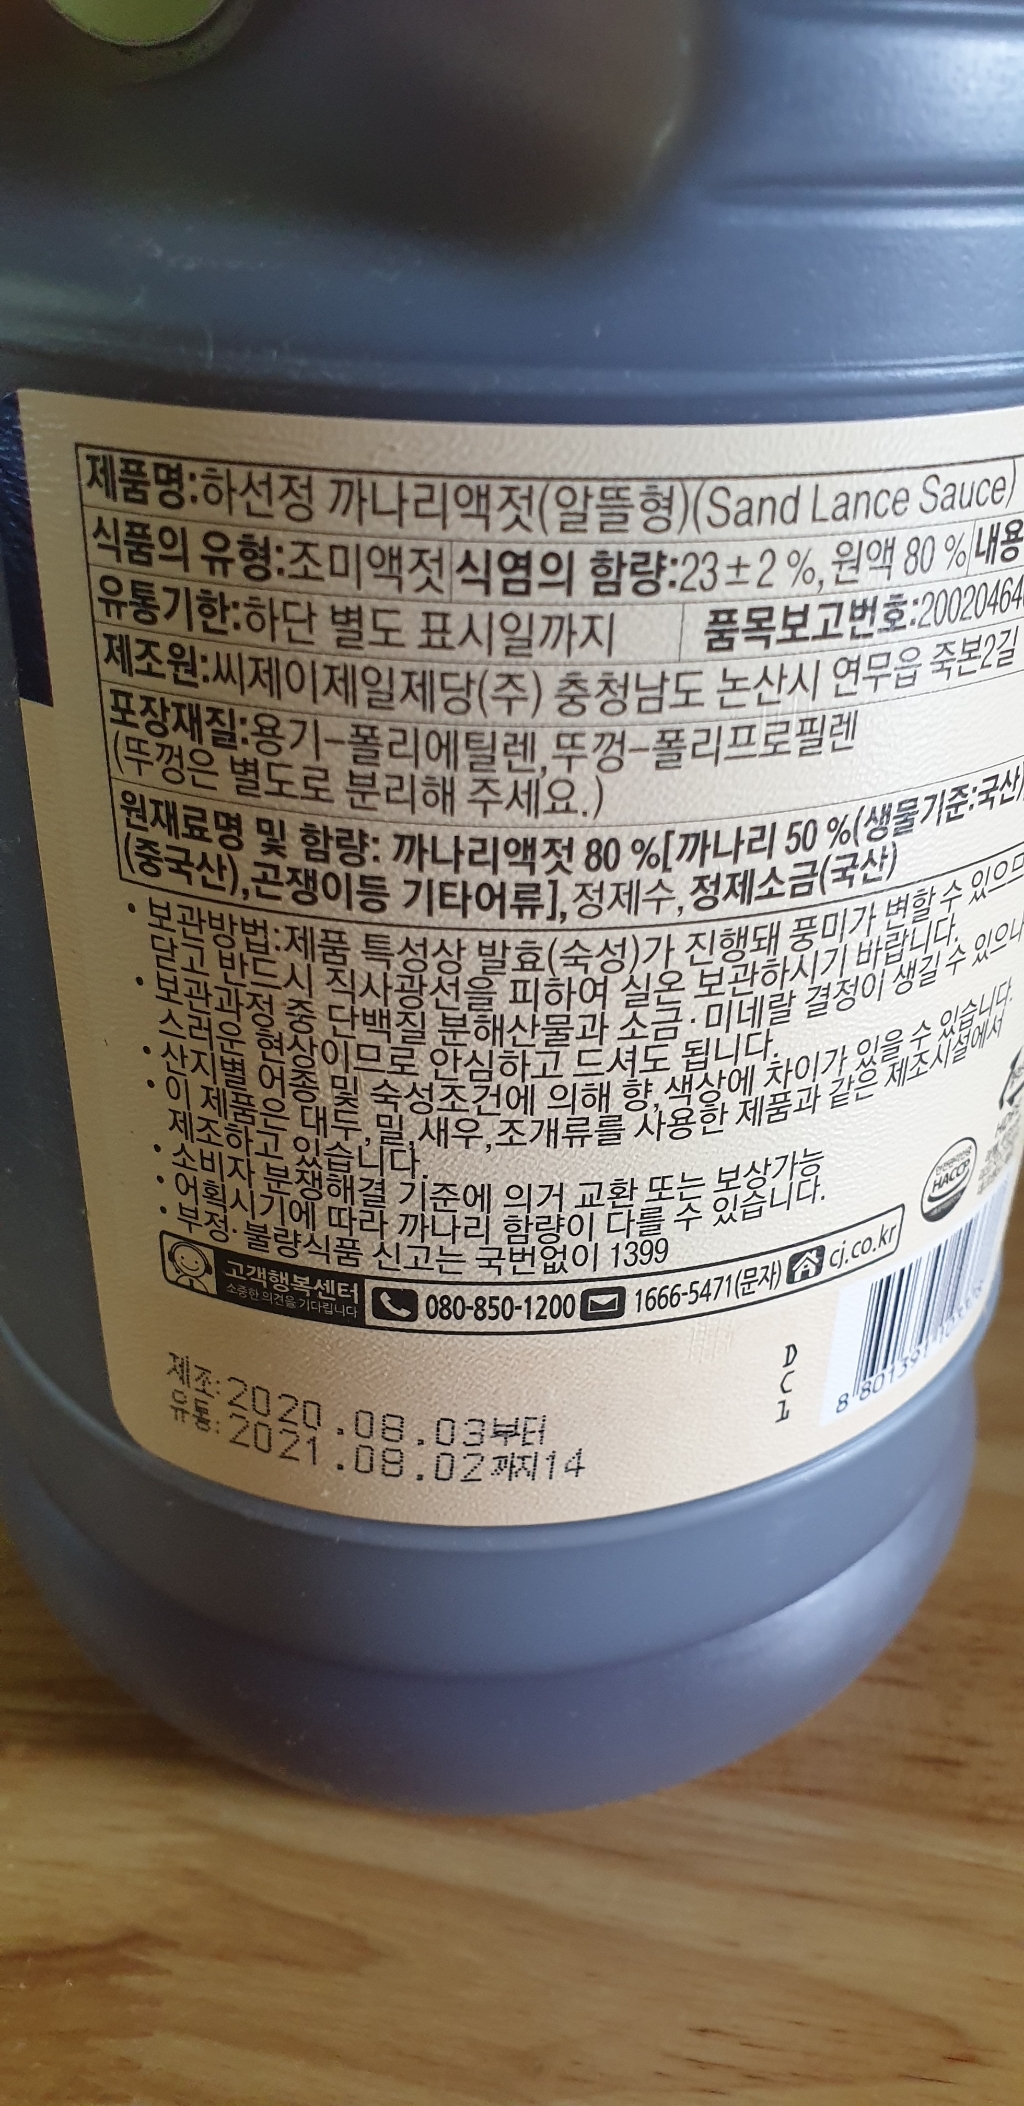 제품명:하선정 까나리액젓(알뜰형)(Sand Lance Sauce)
식품의 유형:조미액젓 식염의 함량:23±2 %, 원액 80 % 내용
유통기한:하단 별도 표시일까지 품목보고번호:20020464
제조원:씨제이제일제당(주) 충청남도 논산시 연무읍 죽본2길
포장재질:용기-폴리에틸렌,뚜껑-폴리프로필렌
(뚜껑은 별도로 분리해 주세요.)
원재료명 및 함량: 까나리액젓 80 %[까나리 50 %(생물기준:국산)
(중국산),곤쟁이등 기타어류], 정제수, 정제소금(국산)
• 보관방법:제품 특성상 발효(숙성)가 진행돼 풍미가 변할 수 있으므
닫고 반드시 직사광선을 피하여 실온 보관하시기 바랍니다.
• 보관과정 중 단백질 분해산물과 소금·미네랄 결정이 생길 수 있으나
스러운 현상이므로 안심하고 드셔도 됩니다.
• 산지별 어종 및 숙성조건에 의해 향,색상에 차이가 있을 수 있습니다.
• 이 제품은 대두,밀,새우,조개류를 사용한 제품과 같은 제조시설에서
제조하고 있습니다.
• 소비자 분쟁해결 기준에 의거 교환 또는 보상가능
• 어획시기에 따라 까나리 함량이 다를 수 있습니다.
• 부정·불량식품 신고는 국번없이 1399
HACCP
고객행복센터
소중한 의견을 기다립니다
080-850-1200 1666-5471(문자) cj.co.kr
제조:2020.08.03부터
유통:2021.08.02까지14
DC1
8 801391